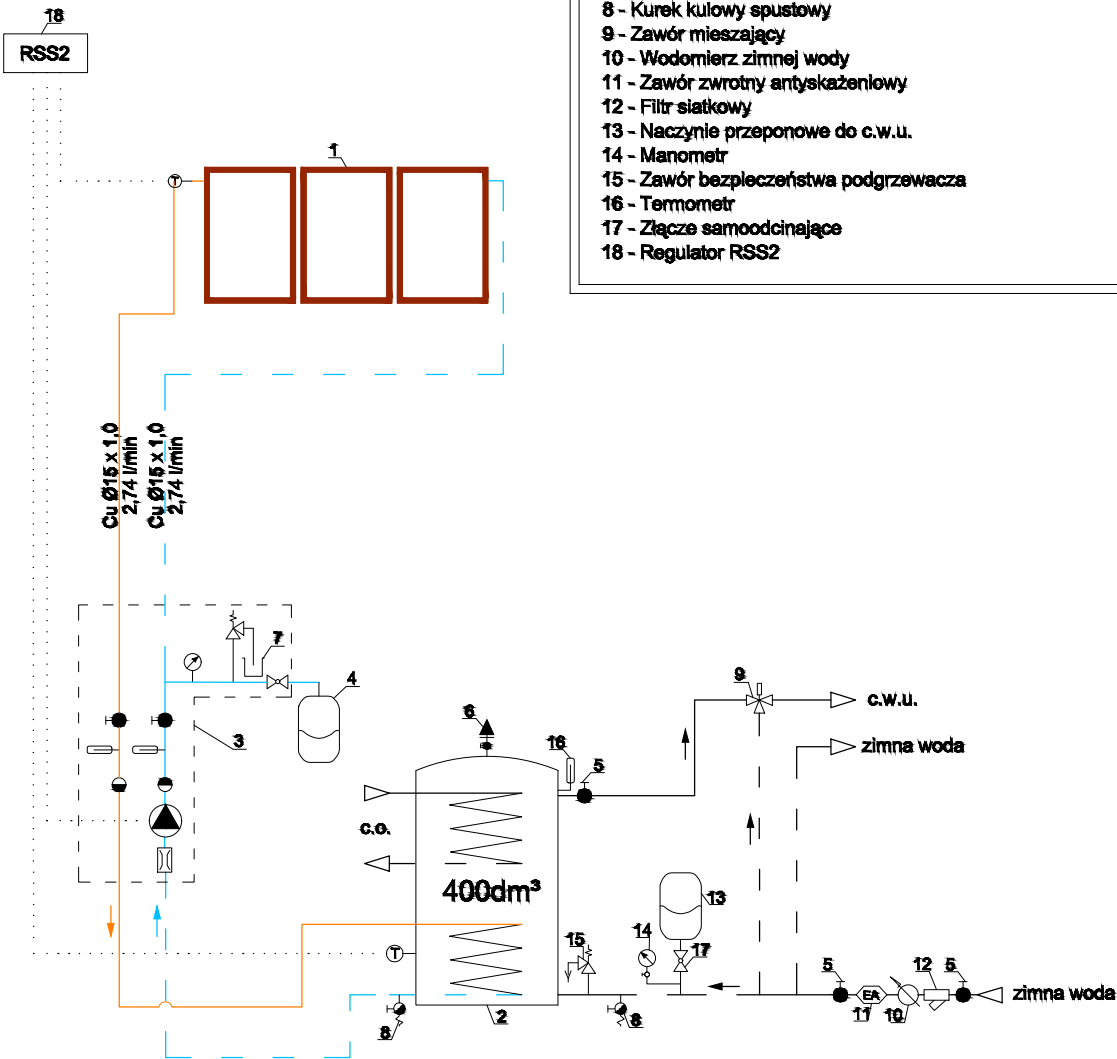 18
RSS2
8 - Kurek kulowy spustowy
9 - Zawór mieszający
10 - Wodomierz zimnej wody
11 - Zawór zwrotny antyskażeniowy
12 - Filtr siatkowy
13 - Naczynie przeponowe do c.w.u.
14 - Manometr
15 - Zawór bezpieczeństwa podgrzewacza
16 - Termometr
17 - Złącze samoodcinające
18 - Regulator RSS2
1
T
Cu Ø15 x 1,0
2,74 l/min
Cu Ø15 x 1,0
2,74 l/min
7
4
3
6
16
5
9
c.w.u.
zimna woda
c.o.
400dm³
13
14
15
17
T
5
12
5
EA
11
10
zimna woda
8
2
8